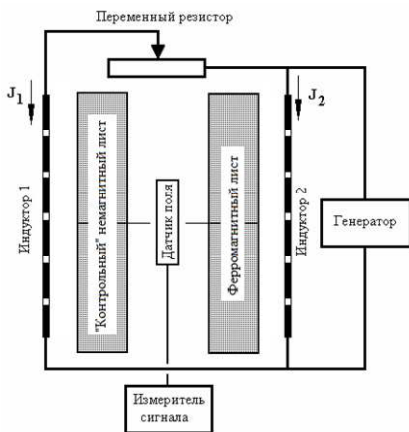 Переменный резистор
J1
J2
Индуктор 1
"Контрольный" немагнитный лист
Датчик поля
Ферромагнитный лист
Индуктор 2
Генератор
Измеритель
сигнала